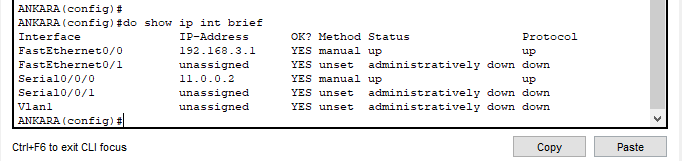 ANKARA(config)#
ANKARA(config)#do show ip int brief
Interface              IP-Address      OK? Method Status                Protocol
FastEthernet0/0        192.168.3.1     YES manual up                    up
FastEthernet0/1        unassigned      YES unset  administratively down down
Serial0/0/0            11.0.0.2        YES manual up                    up
Serial0/0/1            unassigned      YES unset  administratively down down
Vlan1                  unassigned      YES unset  administratively down down
ANKARA(config)#
Ctrl+F6 to exit CLI focus
Copy
Paste